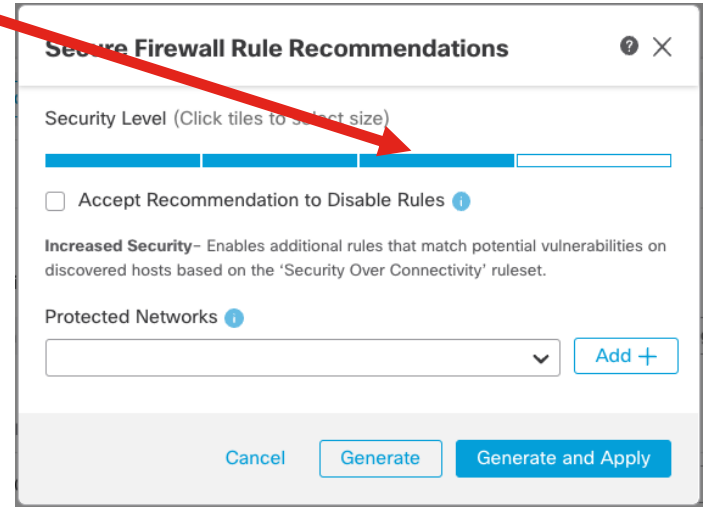 Secure Firewall Rule Recommendations
Security Level (Click tiles to select size)
Accept Recommendation to Disable Rules
Increased Security– Enables additional rules that match potential vulnerabilities on
discovered hosts based on the ‘Security Over Connectivity’ ruleset.
Protected Networks
Add +
Cancel
Generate
Generate and Apply